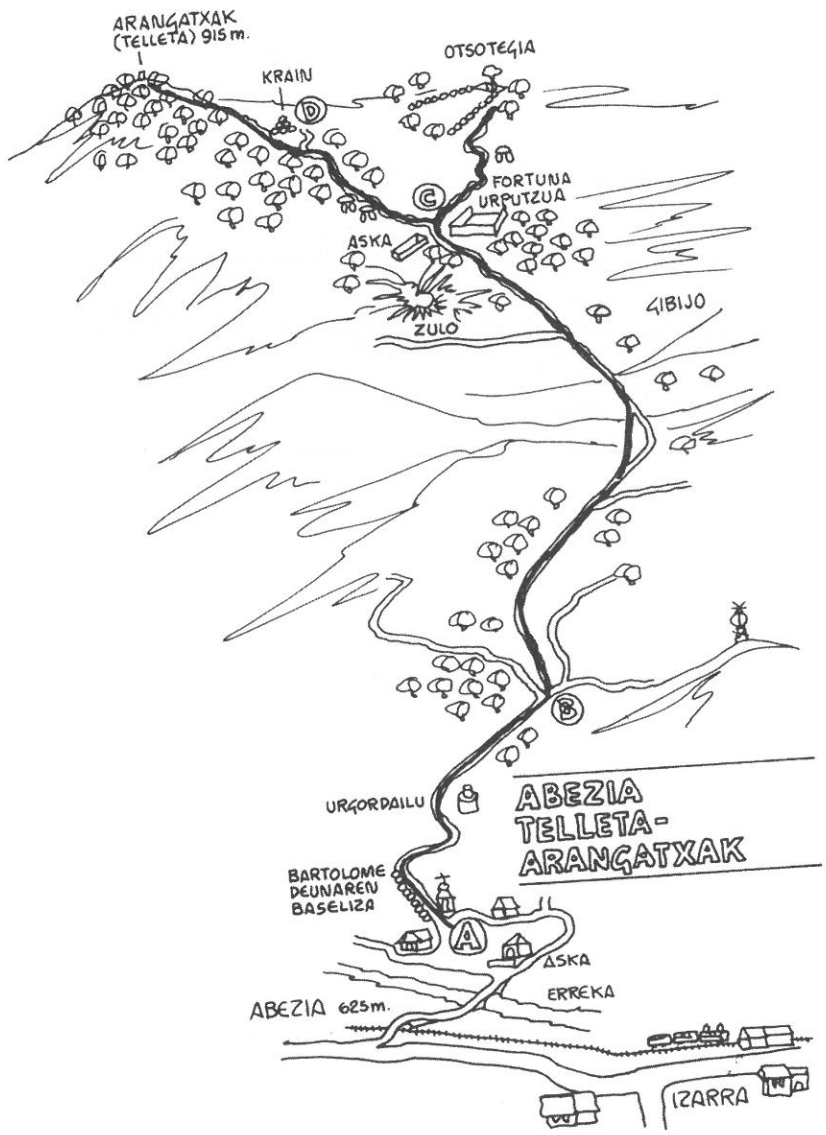 ARANGATXAK
(TELLETA) 915 m.
OTSOTEGIA
KRAIN
D
C
FORTUNA
URPUTZUA
ASKA
ZULO
GIBIJO
B
URGORDAILU
ABEZIA
TELLETA-
ARANGATXAK
BARTOLOME
DEUNAREN
BASELIZA
A
ASKA
ERREKA
ABEZIA 625 m.
IZARRA